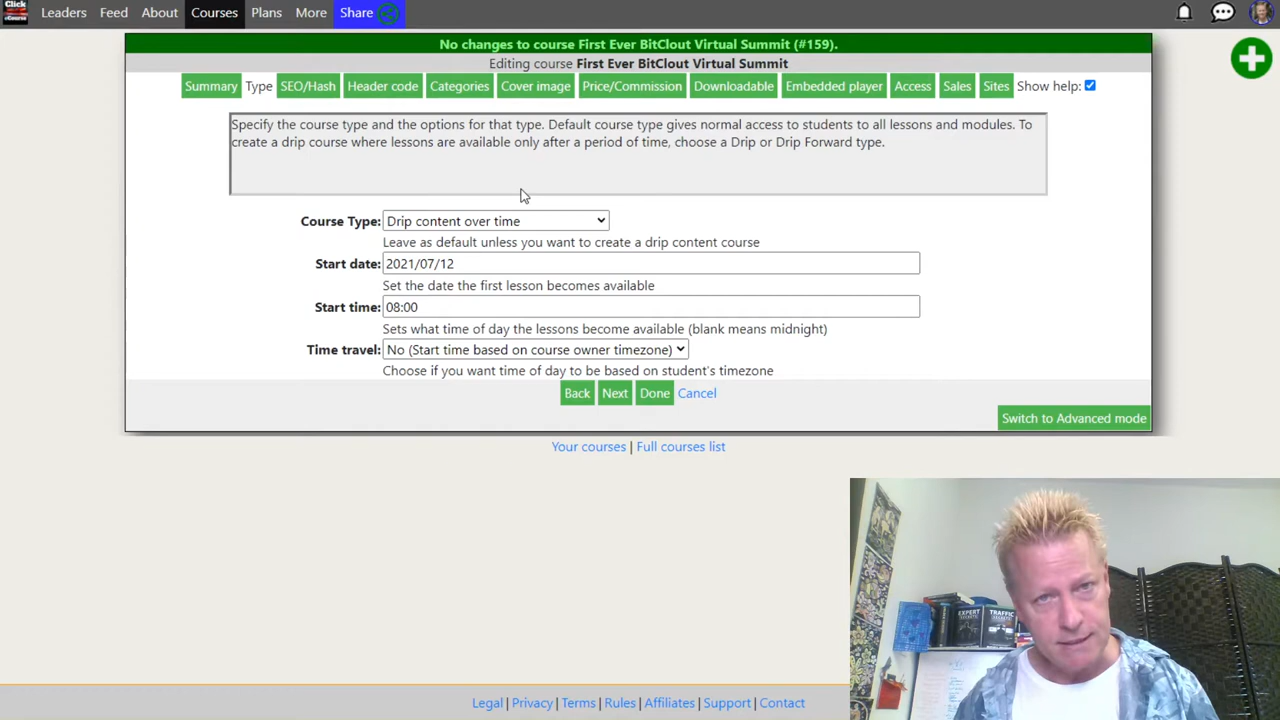 Click
eCourse
Leaders Feed About Courses Plans More Share
No changes to course First Ever BitClout Virtual Summit (#159).
Editing course First Ever BitClout Virtual Summit
Summary Type SEO/Hash Header code Categories Cover image Price/Commission Downloadable Embedded player Access Sales Sites Show help:
Specify the course type and the options for that type. Default course type gives normal access to students to all lessons and modules. To
create a drip course where lessons are available only after a period of time, choose a Drip or Drip Forward type.
Course Type: Drip content over time
Leave as default unless you want to create a drip content course
Start date: 2021/07/12
Set the date the first lesson becomes available
Start time: 08:00
Sets what time of day the lessons become available (blank means midnight)
Time travel: No (Start time based on course owner timezone)
Choose if you want time of day to be based on student's timezone
Back Next Done Cancel
Switch to Advanced mode
Your courses | Full courses list
EXPERT
SECRETS
TRAFFIC
SECRETS
Legal | Privacy | Terms | Rules | Affiliates | Support | Contact